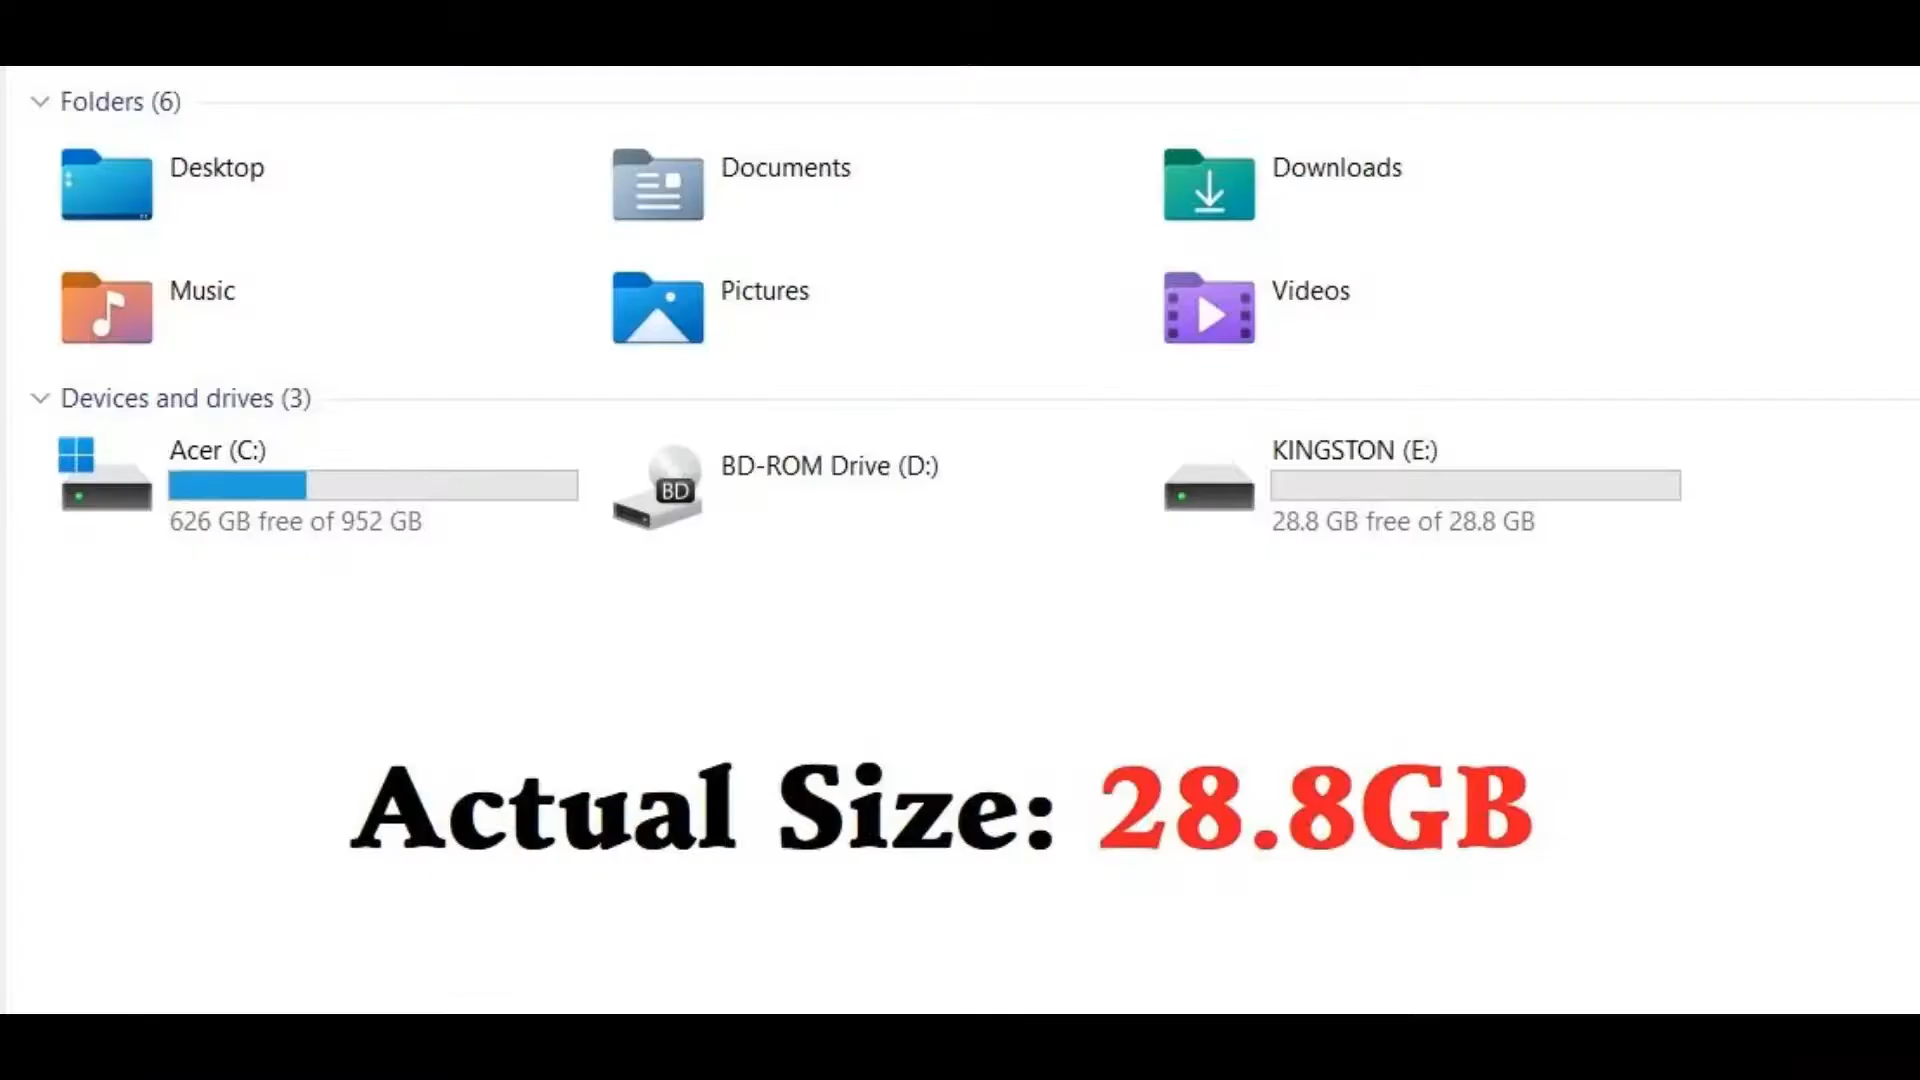 Folders (6)
Desktop
Documents
Downloads
Music
Pictures
Videos
Devices and drives (3)
Acer (C:)
626 GB free of 952 GB
BD
BD-ROM Drive (D:)
KINGSTON (E:)
28.8 GB free of 28.8 GB
Actual Size: 28.8GB